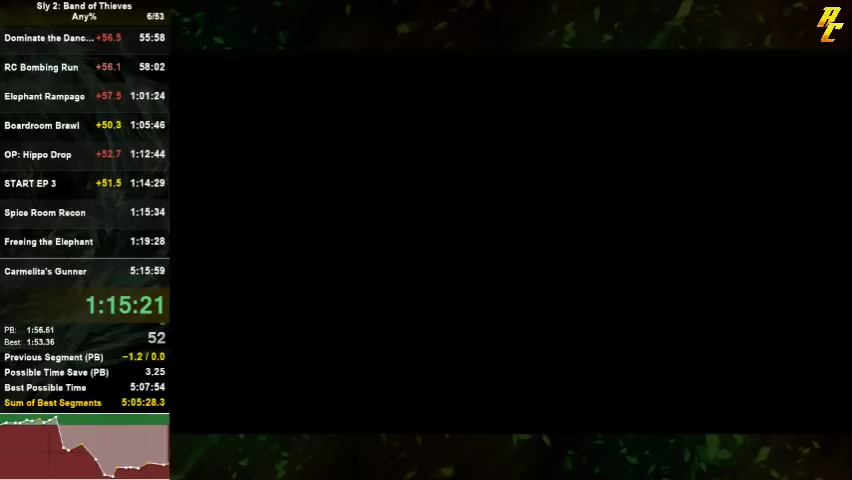 Sly 2: Band of Thieves
Any% 6/53
Dominate the Danc... +56.5 55:58
RC Bombing Run +56.1 58:02
Elephant Rampage +57.5 1:01:24
Boardroom Brawl +50.3 1:05:46
OP: Hippo Drop +52.7 1:12:44
START EP 3 +51.5 1:14:29
Spice Room Recon 1:15:34
Freeing the Elephant 1:19:28
Carmelita's Gunner 5:15:59
1:15:21
PB: 1:56.61
Best: 1:53.36
52
Previous Segment (PB) −1.2 / 0.0
Possible Time Save (PB) 3.25
Best Possible Time 5:07:54
Sum of Best Segments 5:05:28.3